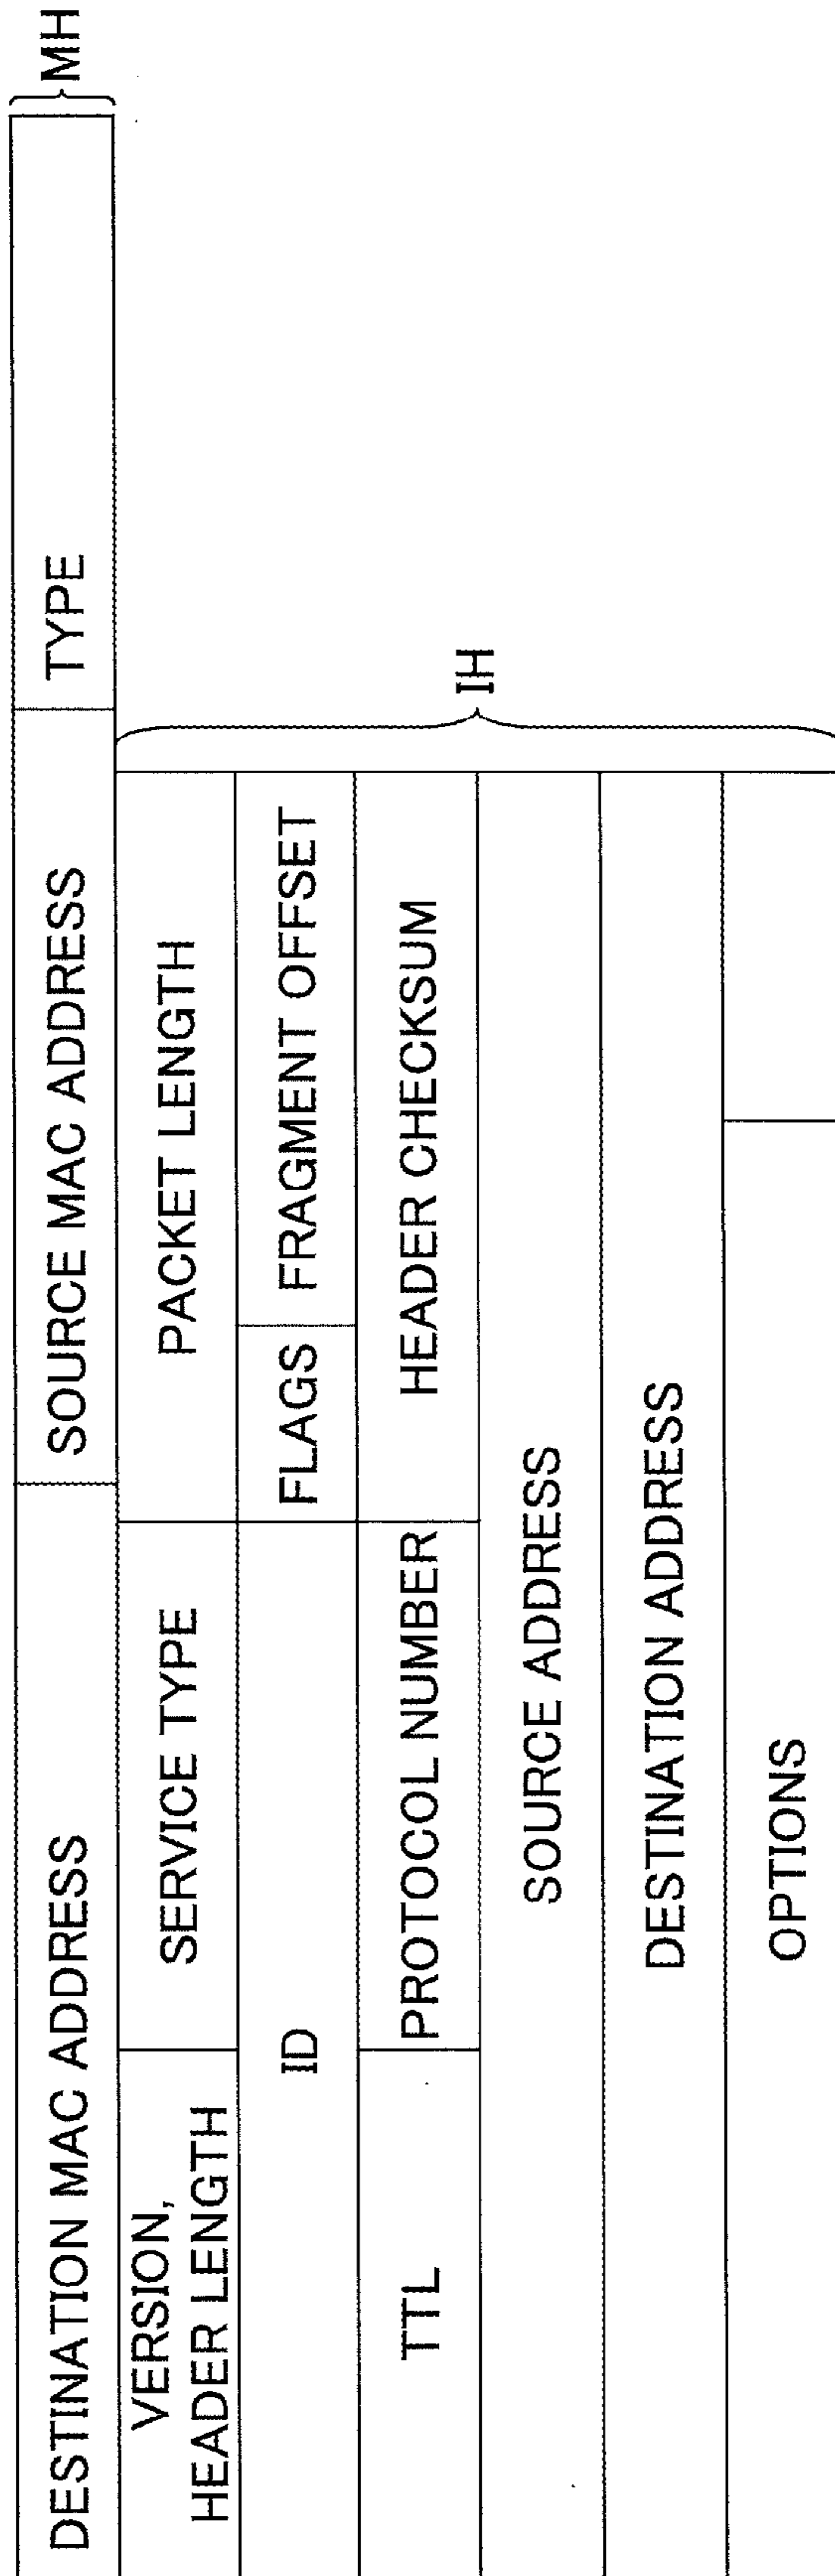 DESTINATION MAC ADDRESS
SOURCE MAC ADDRESS
TYPE
MH
VERSION,
HEADER LENGTH
SERVICE TYPE
PACKET LENGTH
IH
ID
FLAGS
FRAGMENT OFFSET
TTL
PROTOCOL NUMBER
HEADER CHECKSUM
SOURCE ADDRESS
DESTINATION ADDRESS
OPTIONS